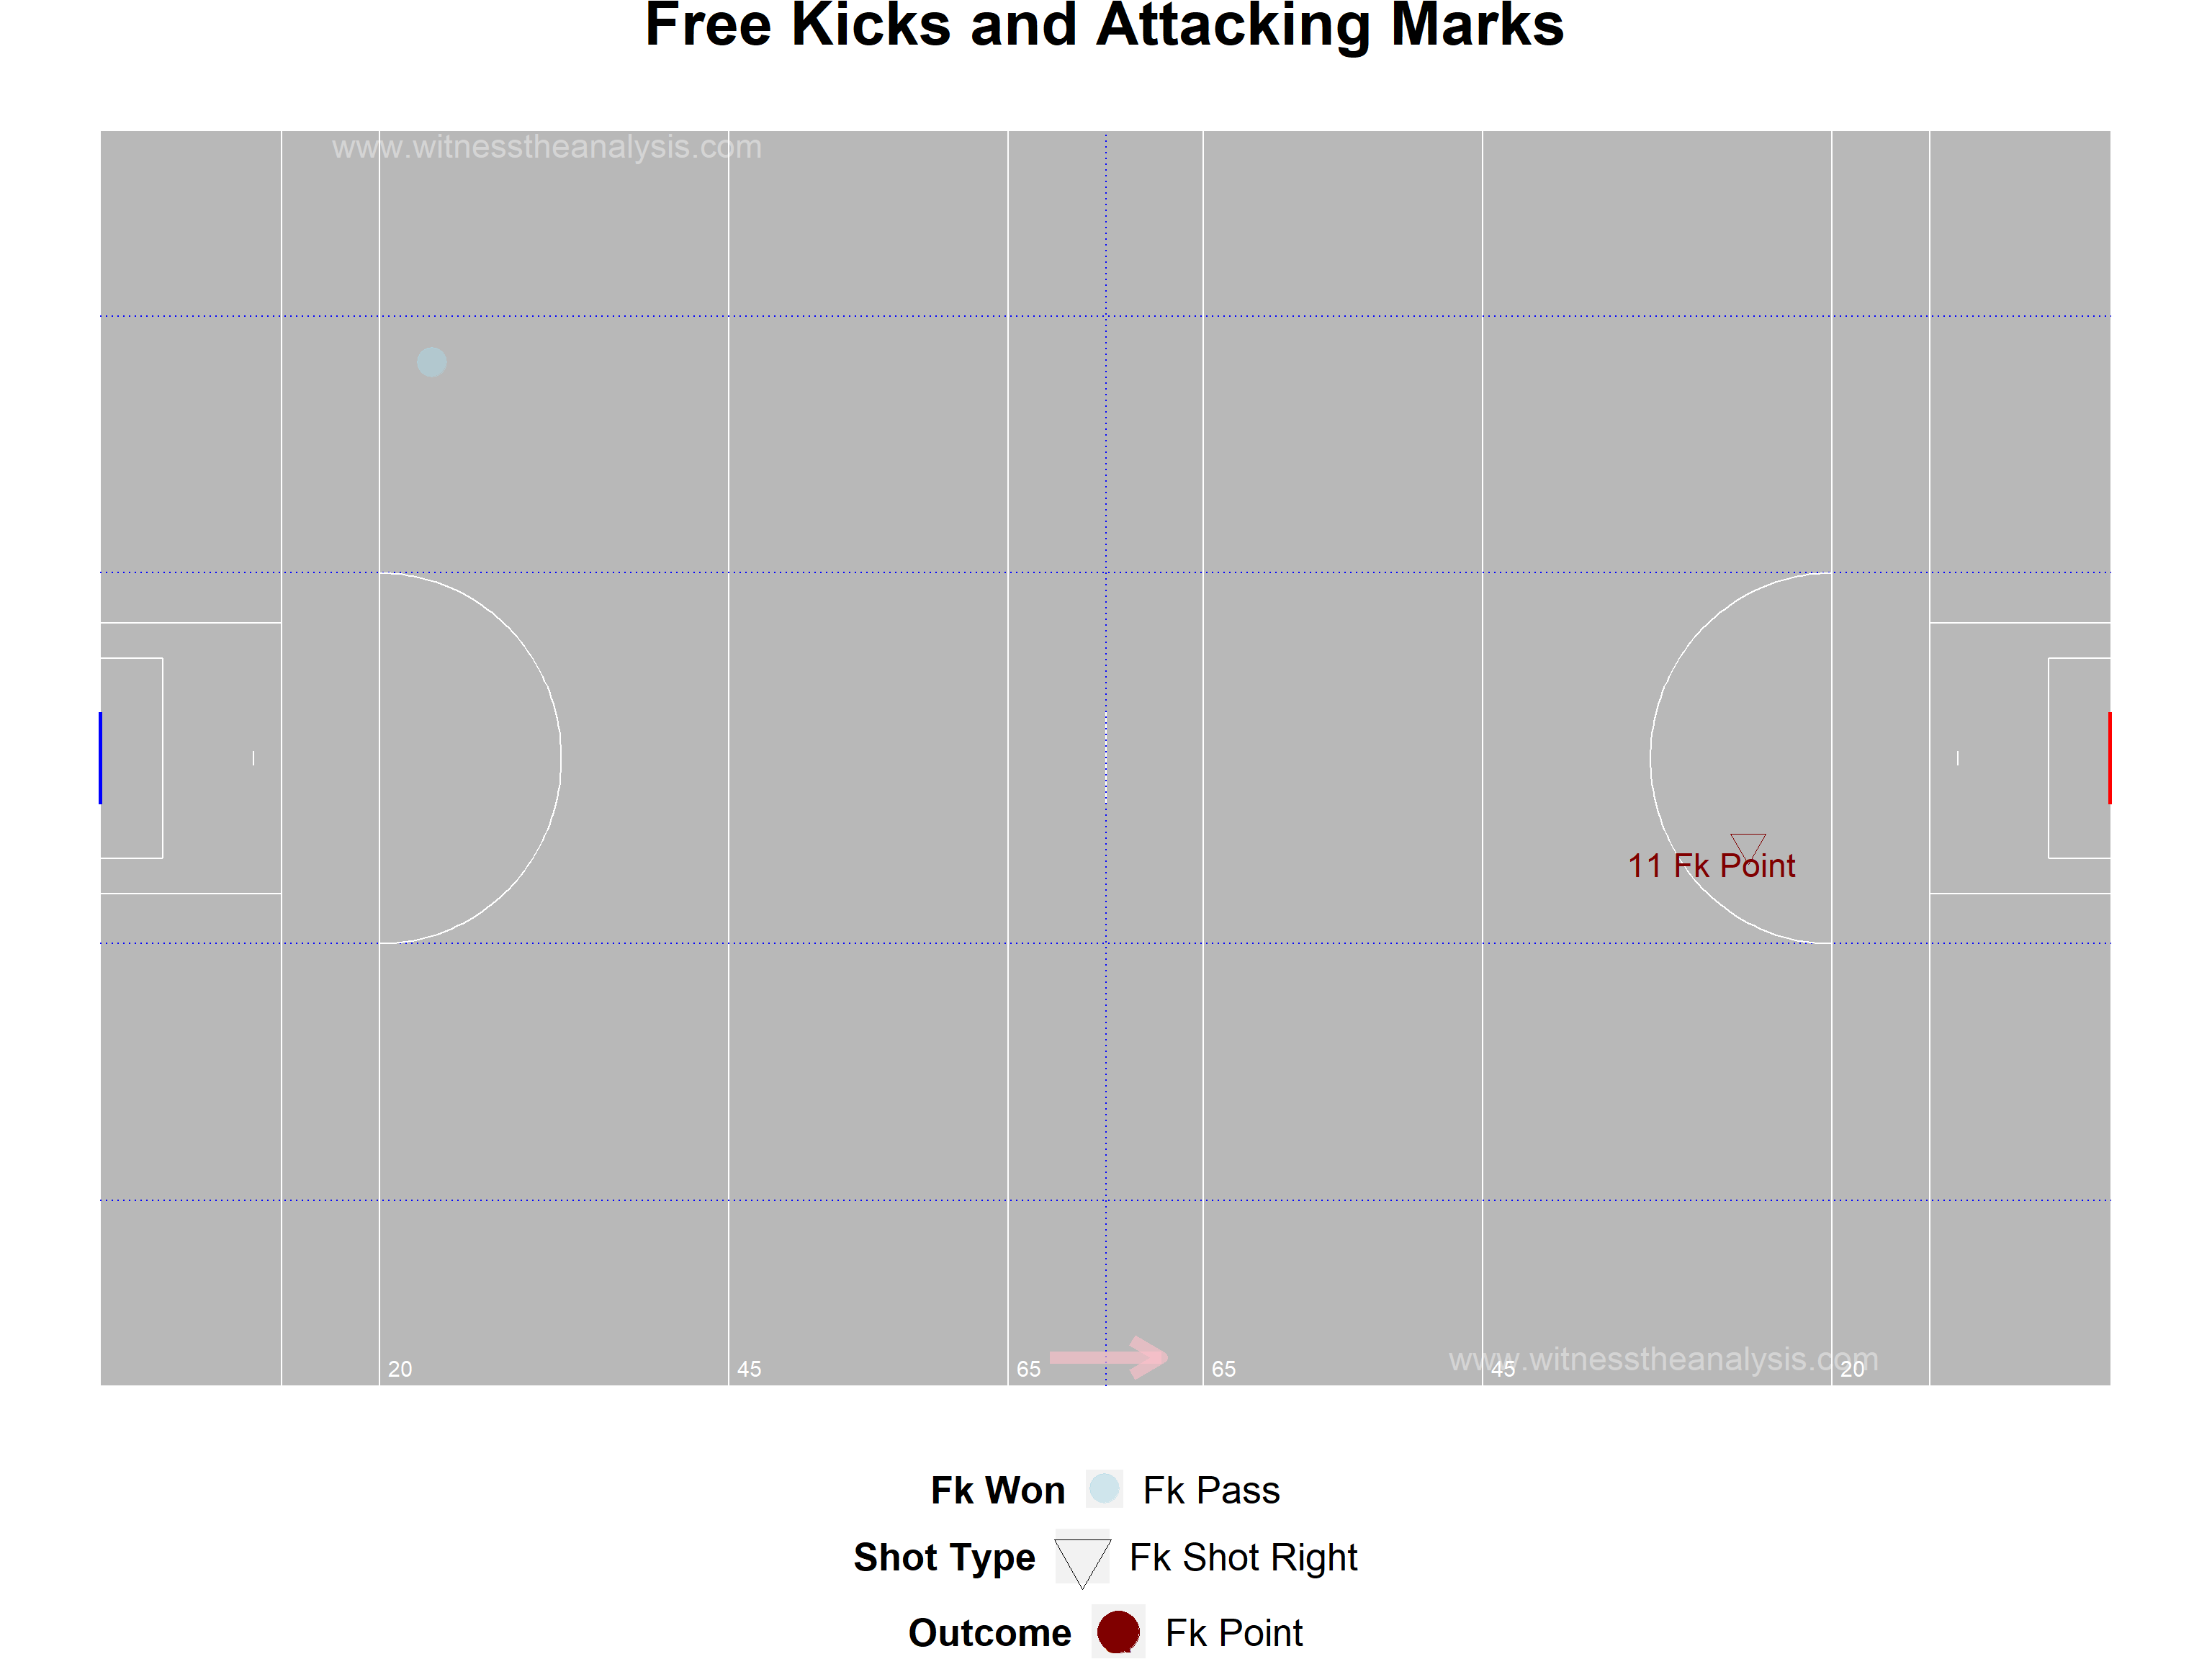 Free Kicks and Attacking Marks
www.witnesstheanalysis.com
11 Fk Point
www.witnesstheanalysis.com
20 45 65 65 45 20
Fk Won Fk Pass
Shot Type Fk Shot Right
Outcome Fk Point